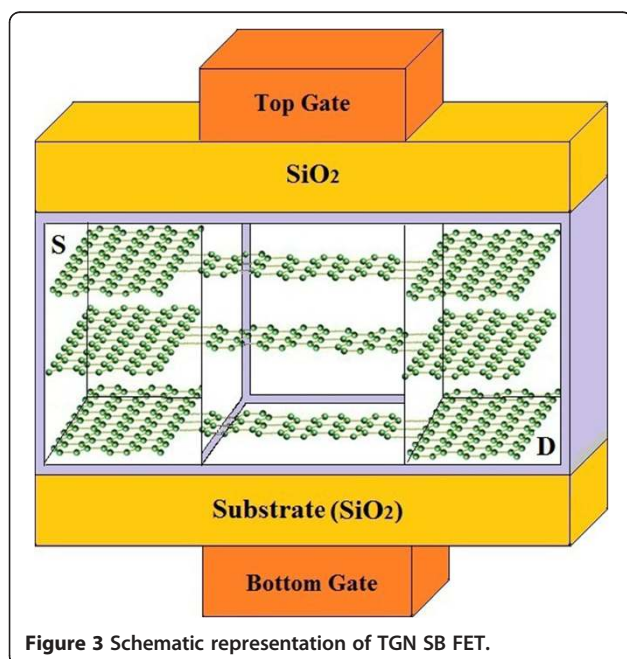 Top Gate
SiO₂
S
D
Substrate (SiO₂)
Bottom Gate
Figure 3 Schematic representation of TGN SB FET.